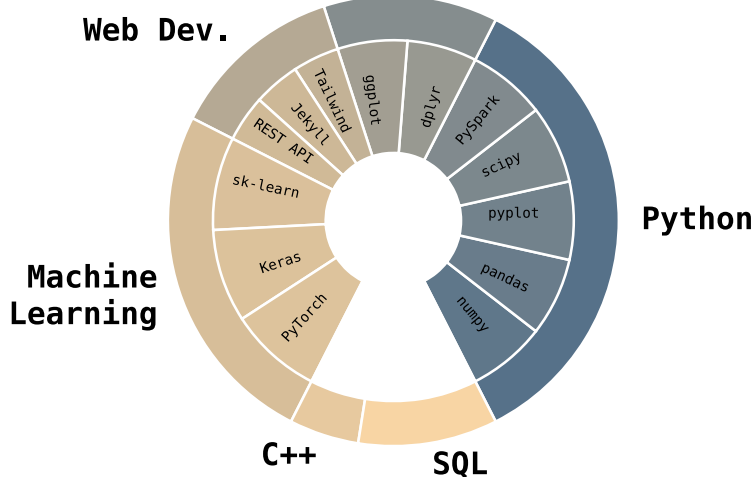 Web Dev.
Tailwind
ggplot
dplyr
Jekyll
PySpark
REST API
scipy
sk-learn
pyplot
Python
Keras
pandas
Machine
Learning
PyTorch
numpy
C++
SQL